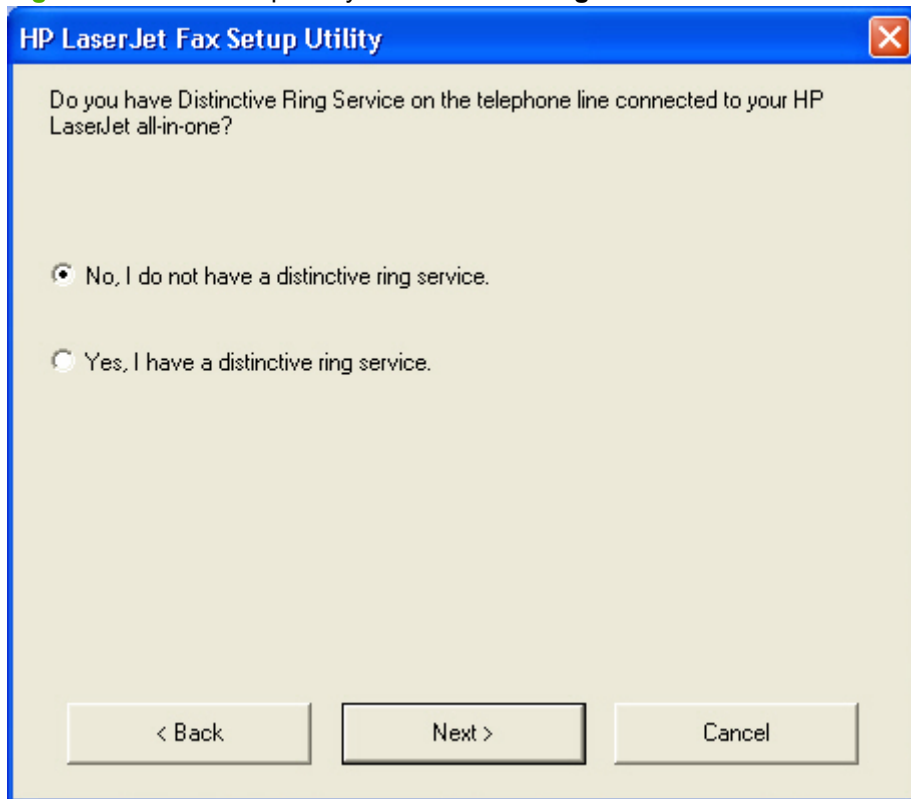 HP LaserJet Fax Setup Utility
Do you have Distinctive Ring Service on the telephone line connected to your HP
LaserJet all-in-one?
No, I do not have a distinctive ring service.
Yes, I have a distinctive ring service.
< Back
Next >
Cancel